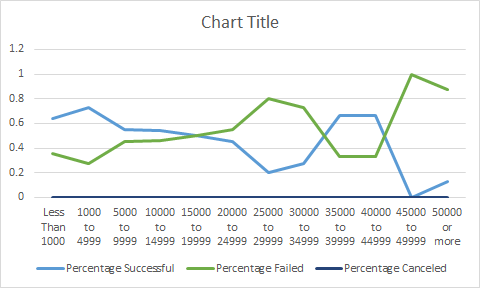 Chart Title
1.2
1
0.8
0.6
0.4
0.2
0
Less Than 1000
1000 to 4999
5000 to 9999
10000 to 14999
15000 to 19999
20000 to 24999
25000 to 29999
30000 to 34999
35000 to 39999
40000 to 44999
45000 to 49999
50000 or more
Percentage Successful
Percentage Failed
Percentage Canceled